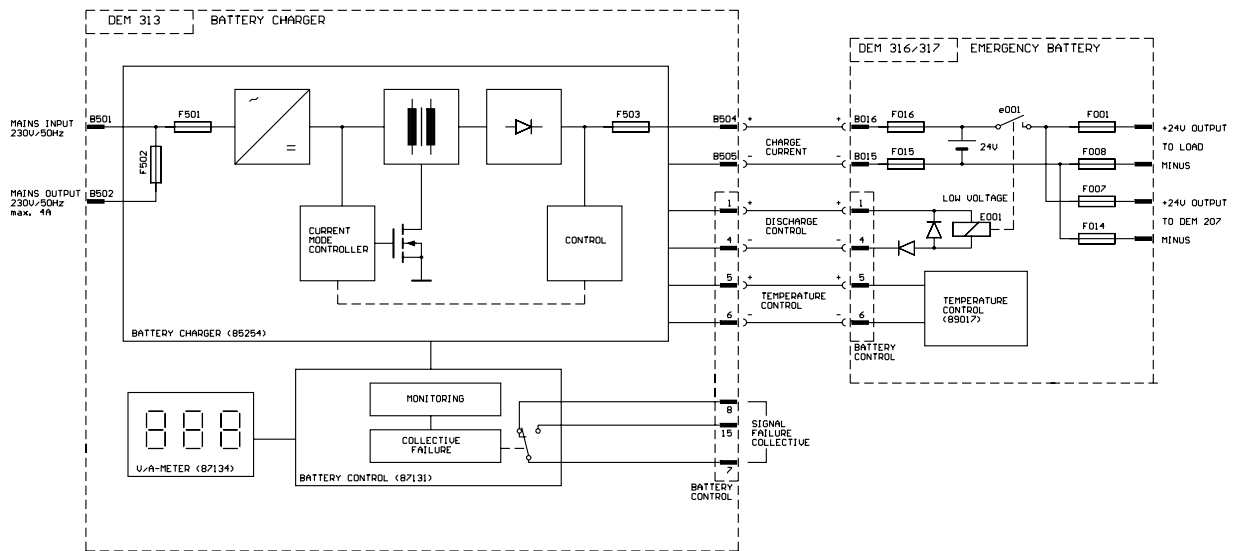 DEM 313
BATTERY CHARGER
DEM 316/317
EMERGENCY BATTERY
MAINS INPUT
230V/50Hz
B501
F501
F502
MAINS OUTPUT
230V/50Hz
max. 4A
B502
~
=
F503
CURRENT
MODE
CONTROLLER
CONTROL
BATTERY CHARGER (85254)
B504
+
+
B016
F016
e001
F001
+24V OUTPUT
CHARGE
CURRENT
24V
TO LOAD
B505
-
-
B015
F015
F008
MINUS
LOW VOLTAGE
F007
1
+
+
1
E001
+24V OUTPUT
DISCHARGE
CONTROL
TO DEM 207
4
-
-
4
F014
MINUS
5
+
+
5
TEMPERATURE
CONTROL
TEMPERATURE
CONTROL
(89017)
6
-
-
6
BATTERY
CONTROL
MONITORING
COLLECTIVE
FAILURE
V/A-METER (87134)
BATTERY CONTROL (87131)
8
15
7
SIGNAL
FAILURE
COLLECTIVE
BATTERY
CONTROL